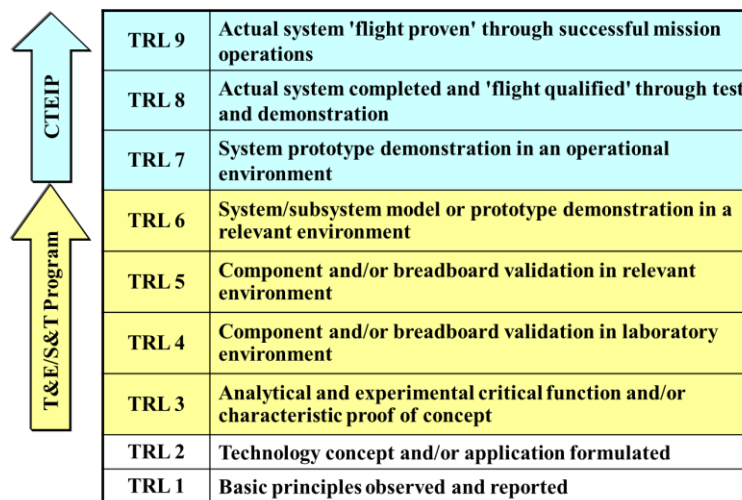 CTEIP
T&E/S&T Program
TRL 9
Actual system 'flight proven' through successful mission
operations
TRL 8
Actual system completed and 'flight qualified' through test
and demonstration
TRL 7
System prototype demonstration in an operational
environment
TRL 6
System/subsystem model or prototype demonstration in a
relevant environment
TRL 5
Component and/or breadboard validation in relevant
environment
TRL 4
Component and/or breadboard validation in laboratory
environment
TRL 3
Analytical and experimental critical function and/or
characteristic proof of concept
TRL 2
Technology concept and/or application formulated
TRL 1
Basic principles observed and reported